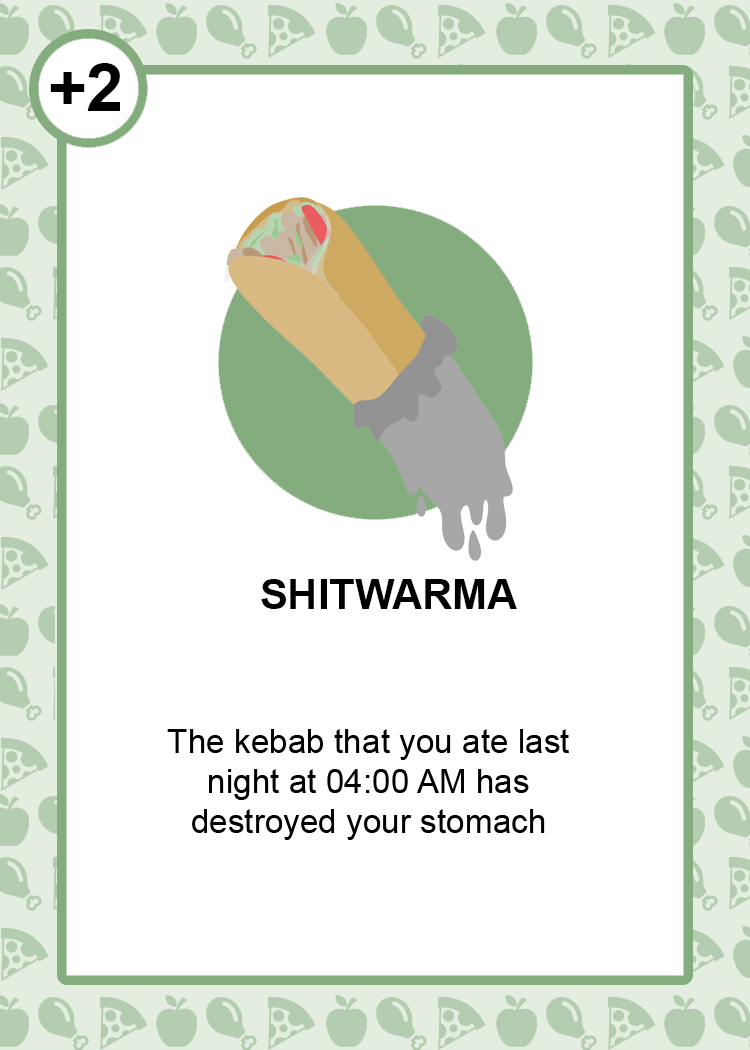 +2
SHITWARMA
The kebab that you ate last
night at 04:00 AM has
destroyed your stomach